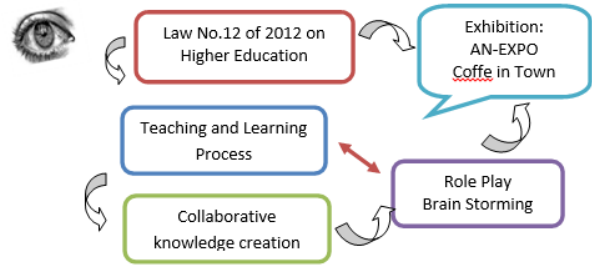 Law No.12 of 2012 on
Higher Education
Exhibition:
AN-EXPO
Coffe in Town
Teaching and Learning
Process
Role Play
Brain Storming
Collaborative
knowledge creation